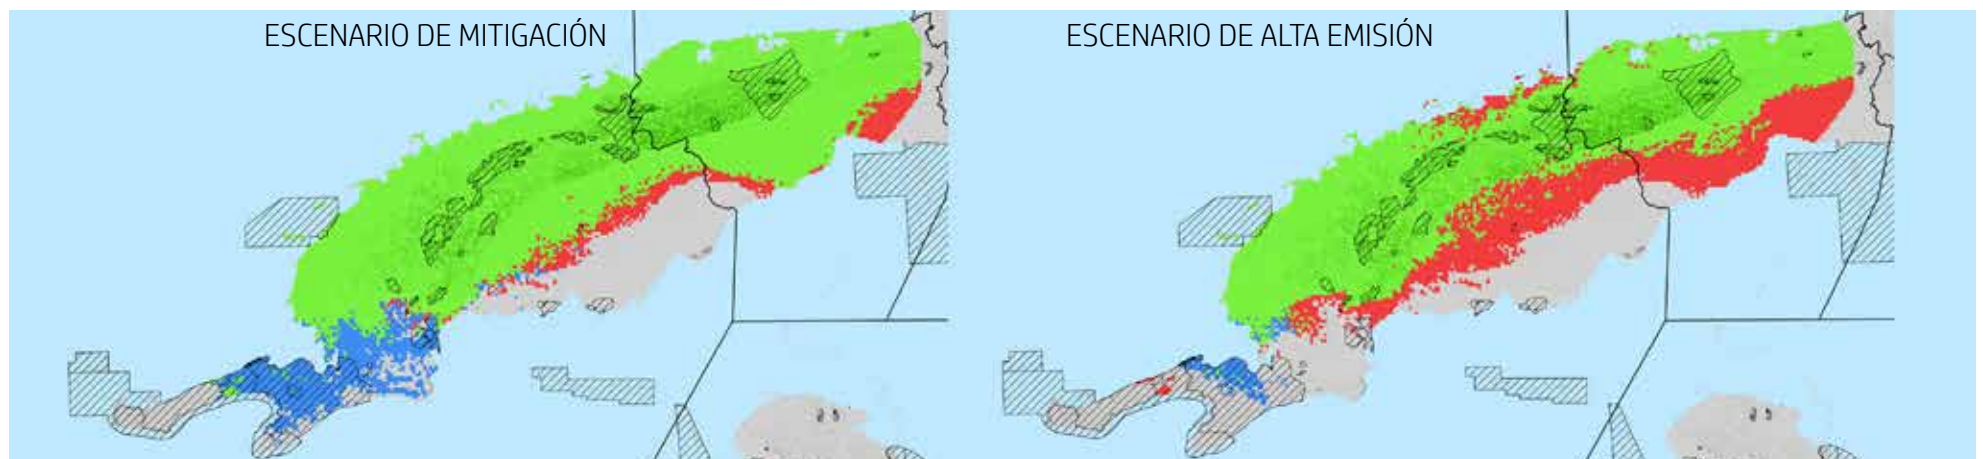 ESCENARIO DE MITIGACIÓN
ESCENARIO DE ALTA EMISIÓN